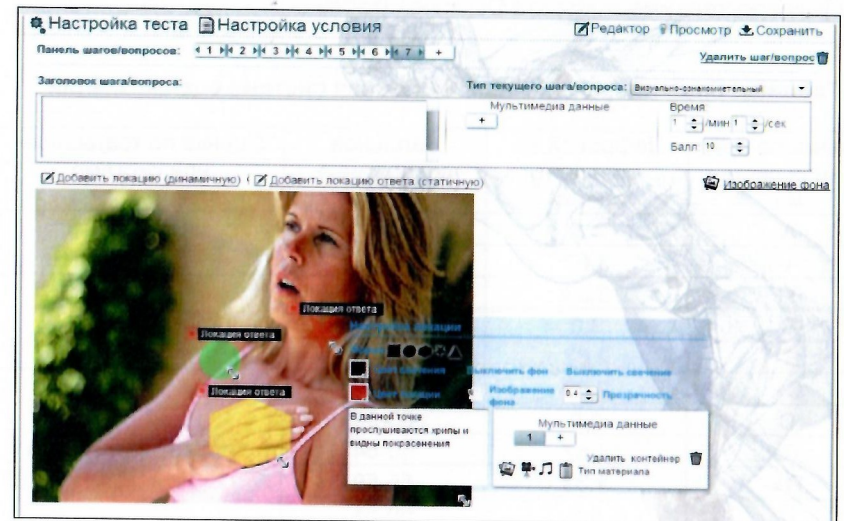 Настройка теста Настройка условия
Редактор Просмотр Сохранить
Панель шагов/вопросов: 1 2 3 4 5 6 7 +
Удалить шаг/вопрос
Заголовок шага/вопроса:
Тип текущего шага/вопроса: Визуально-ознакомительный
Мультимедиа данные
+
Время
1 /мин 1 /сек
Балл 10
Добавить локацию (динамичную) Добавить локацию ответа (статичную)
Изображение фона
Локация ответа
Локация ответа
Локация ответа
Настройка локации
Цвет свечения Выключить фон Выключить свечение
Цвет локации Изображение фона 0.4 Прозрачность
В данной точке
прослушиваются хрипы и
видны покраснения
Мультимедиа данные
1 +
Удалить контейнер
Тип материала